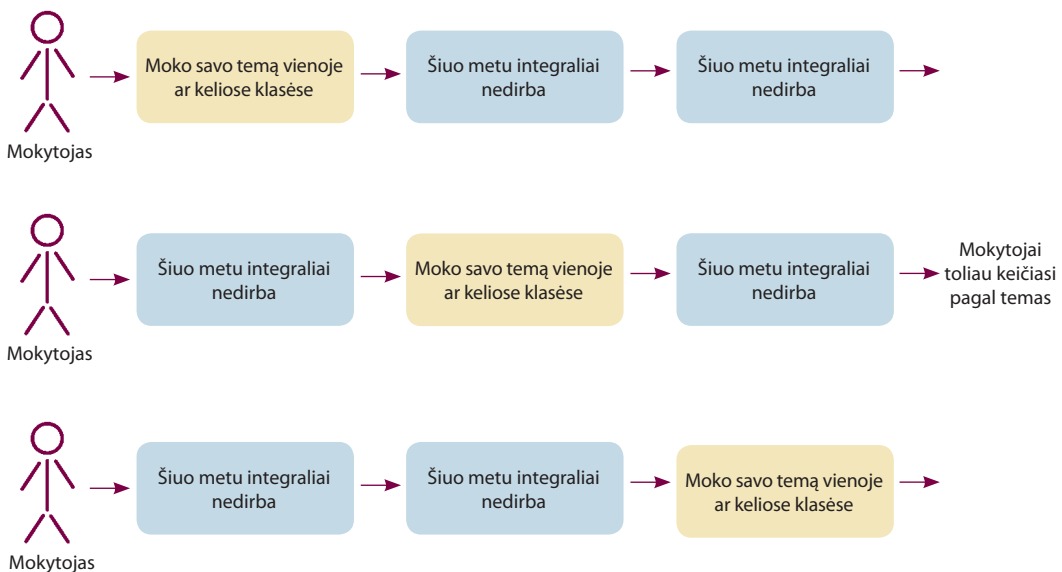 Moko savo temą vienoje
ar keliose klasėse
Šiuo metu integraliai
nedirba
Šiuo metu integraliai
nedirba
Mokytojas
Šiuo metu integraliai
nedirba
Moko savo temą vienoje
ar keliose klasėse
Šiuo metu integraliai
nedirba
Mokytojai
toliau keičiasi
pagal temas
Mokytojas
Šiuo metu integraliai
nedirba
Šiuo metu integraliai
nedirba
Moko savo temą vienoje
ar keliose klasėse
Mokytojas